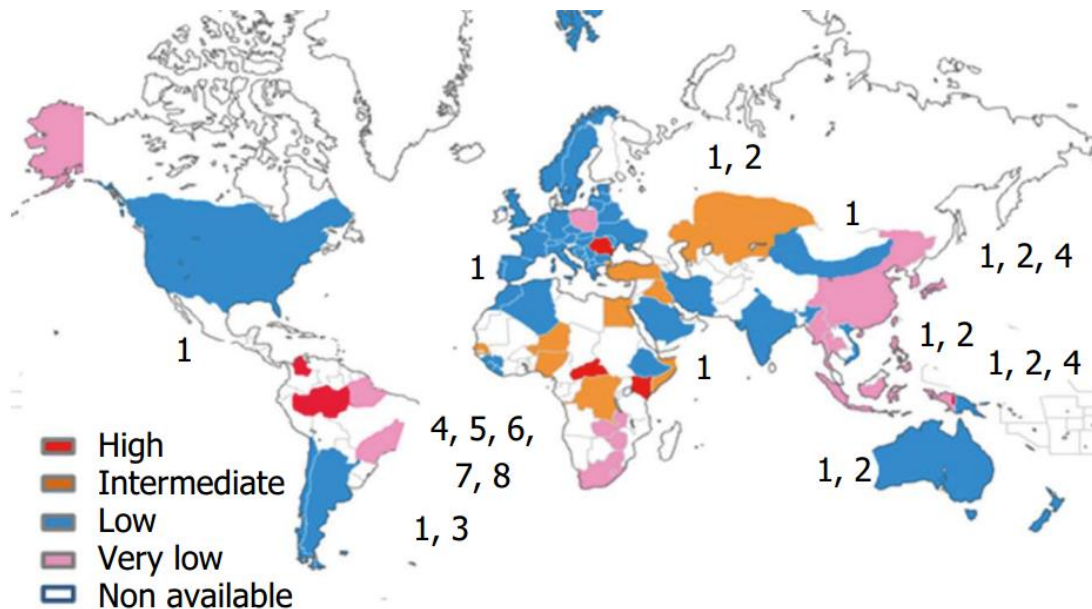 1, 2
1
1
1, 2, 4
1, 2
1
1
1, 2, 4
4, 5, 6,
7, 8
1, 2
1, 3
High
Intermediate
Low
Very low
Non available